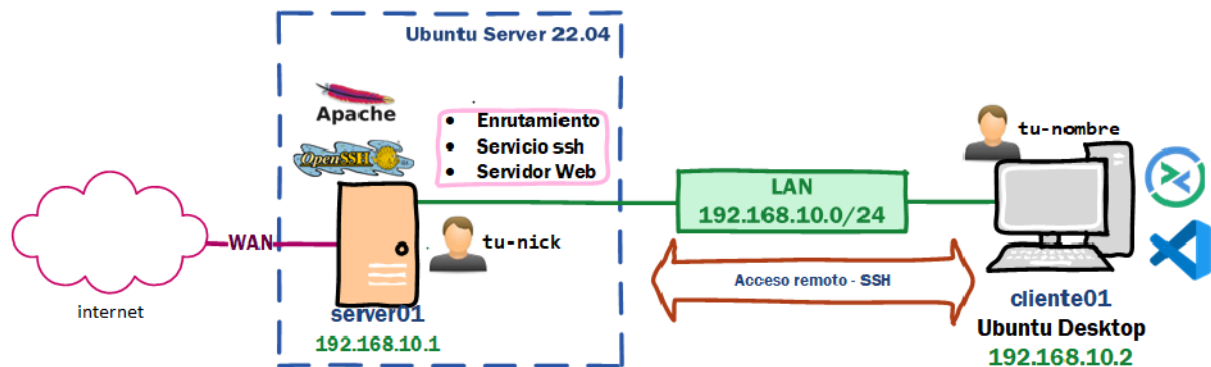 Ubuntu Server 22.04
Apache
OpenSSH
• Enrutamiento
• Servicio ssh
• Servidor Web
tu-nombre
LAN
192.168.10.0/24
WAN
tu-nick
internet
Acceso remoto - SSH
server01
192.168.10.1
cliente01
Ubuntu Desktop
192.168.10.2